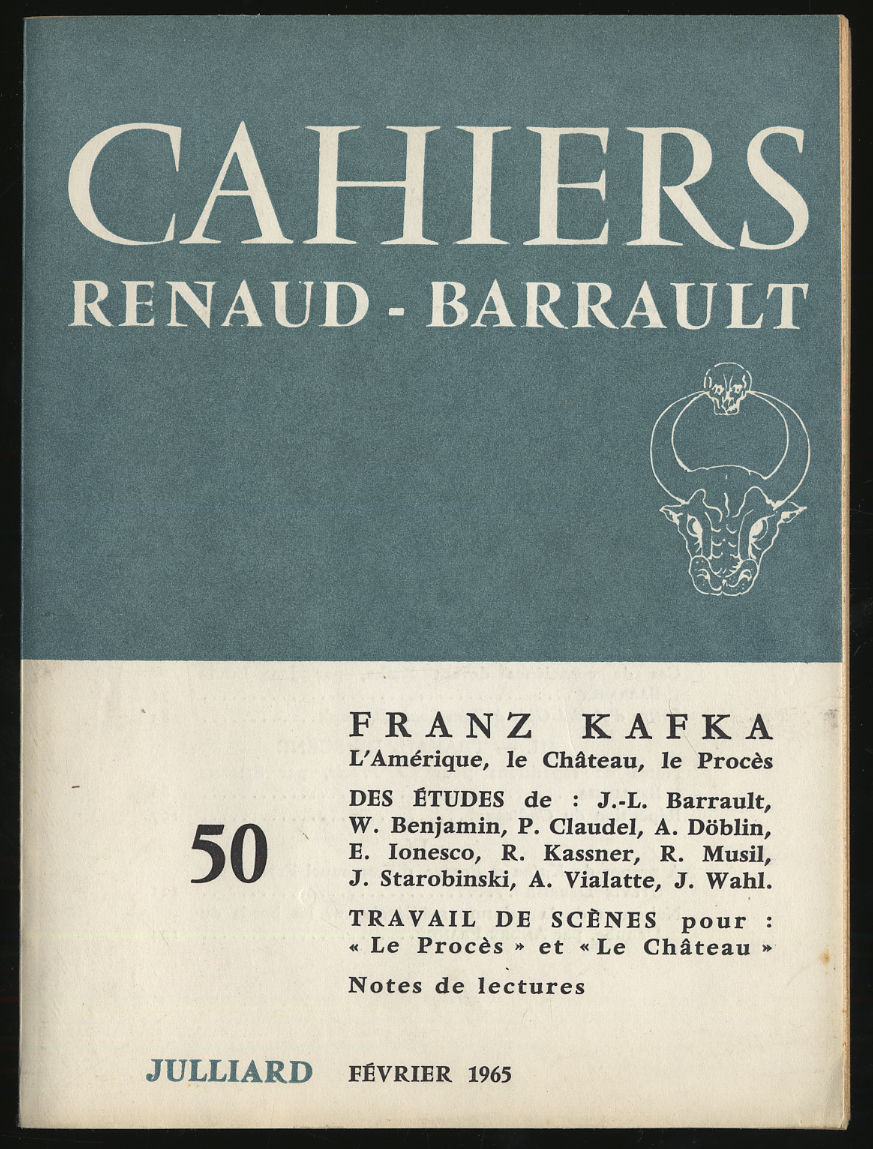 CAHIERS
RENAUD - BARRAULT
FRANZ KAFKA
L'Amérique, le Château, le Procès
DES ÉTUDES de : J.-L. Barrault,
W. Benjamin, P. Claudel, A. Döblin,
E. Ionesco, R. Kassner, R. Musil,
J. Starobinski, A. Vialatte, J. Wahl.
50
TRAVAIL DE SCÈNES pour :
« Le Procès » et « Le Château »
Notes de lectures
JULLIARD FÉVRIER 1965